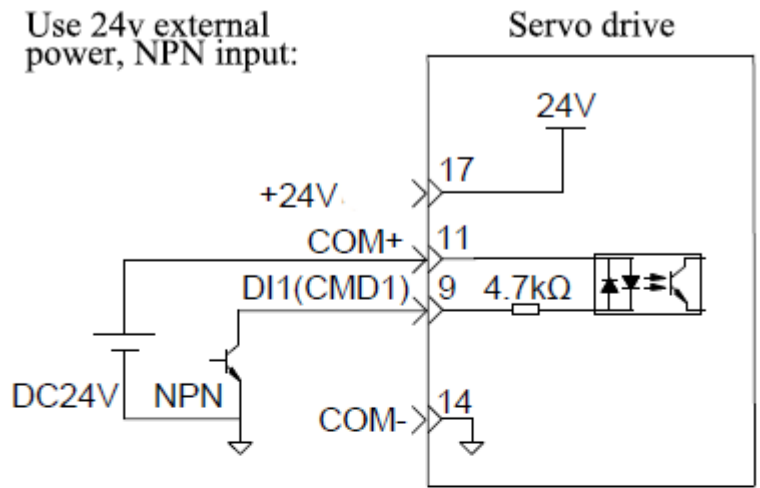 Use 24v external
power, NPN input:
Servo drive
24V
17
+24V
COM+
11
DI1(CMD1)
9
4.7kΩ
DC24V
NPN
COM-
14